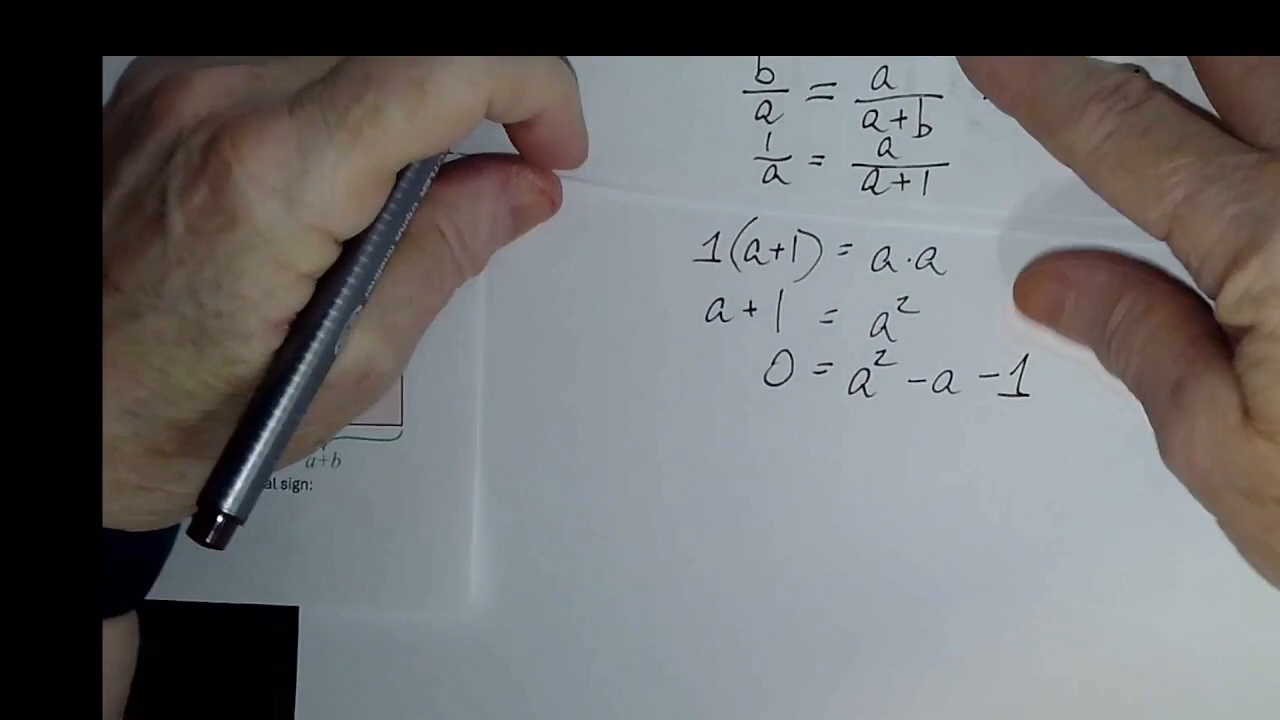 b/a = a/(a+b)
1/a = a/(a+1)
1(a+1) = a·a
a+1 = a²
0 = a² -a -1
a+b
al sign: